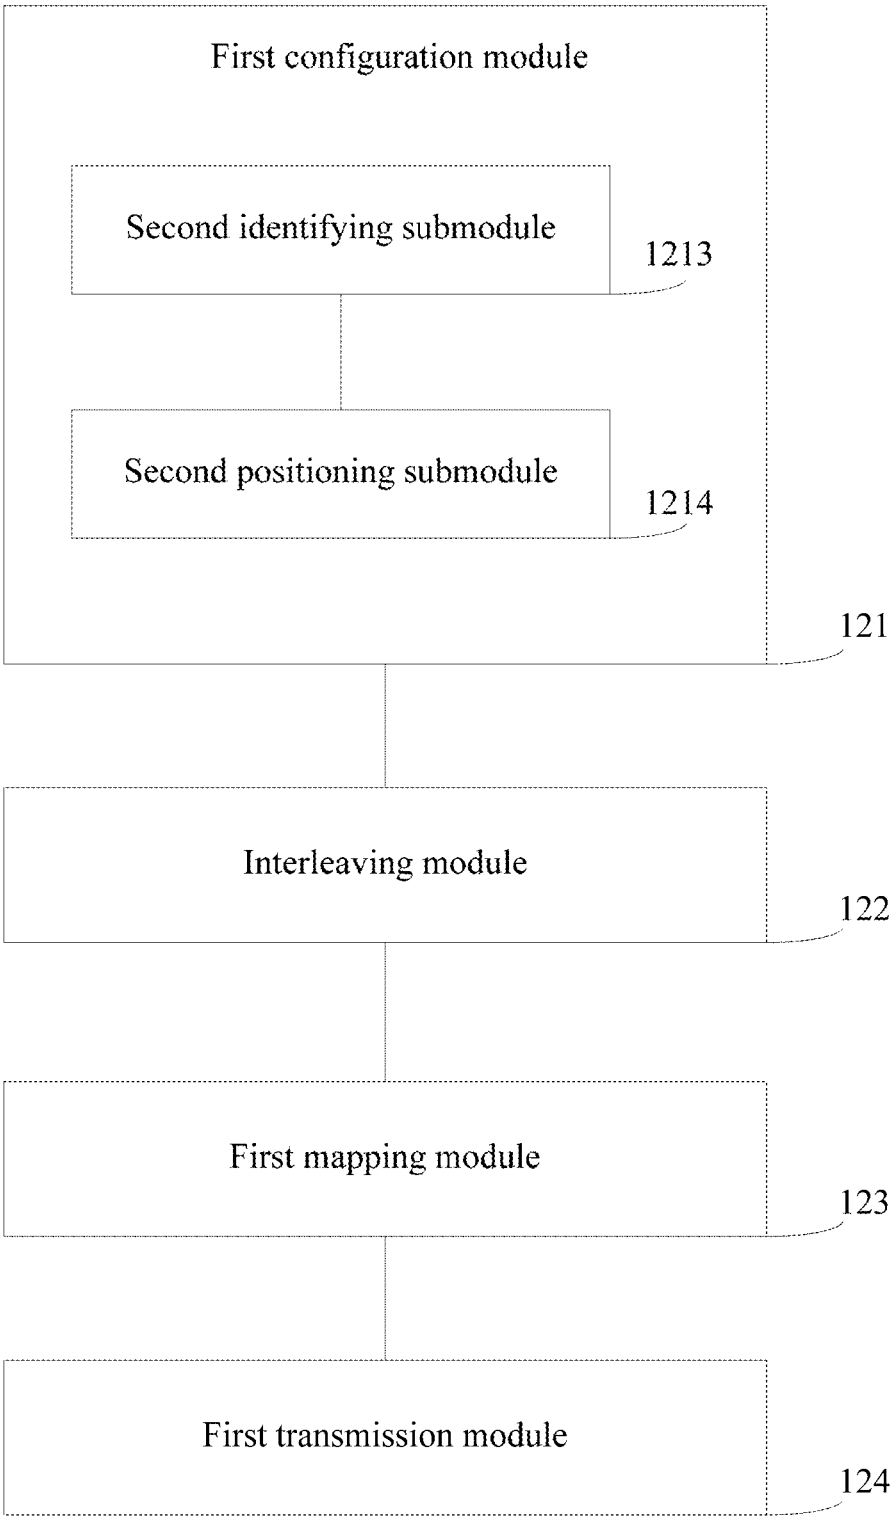 First configuration module
Second identifying submodule
1213
Second positioning submodule
1214
121
Interleaving module
122
First mapping module
123
First transmission module
124